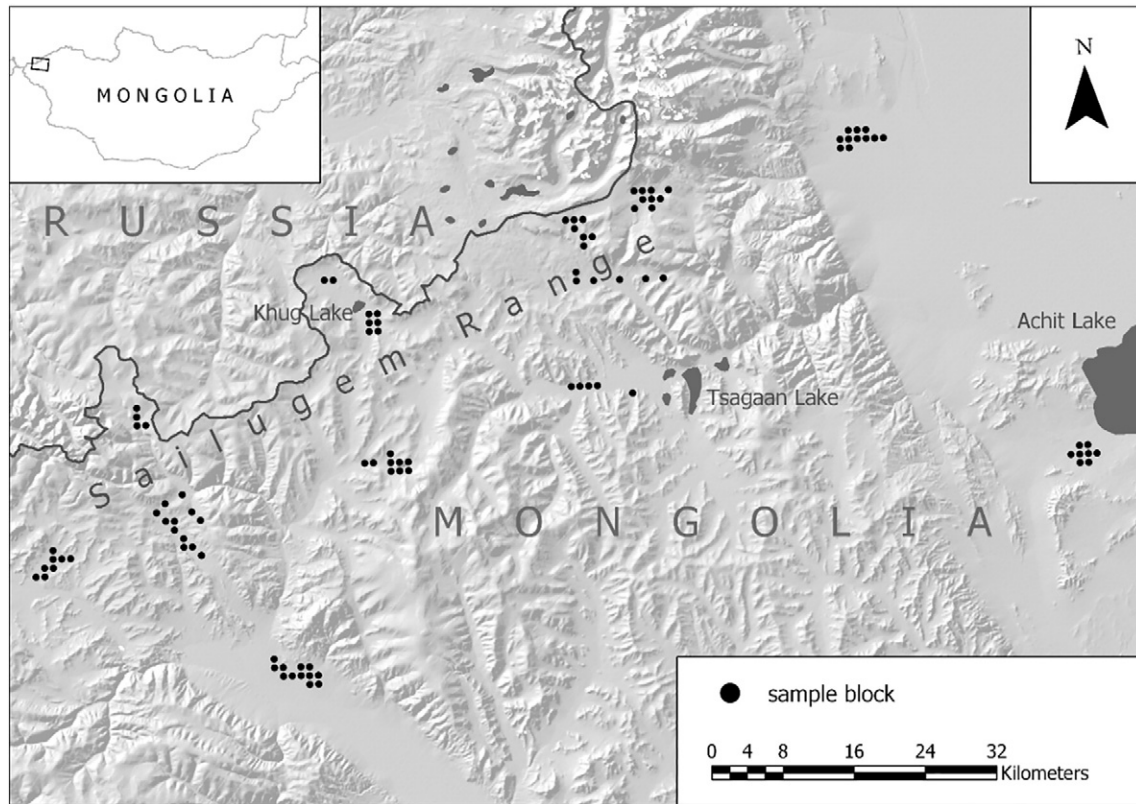 MONGOLIA
N
RUSSIA
Khug Lake
Sailugem Range
Achit Lake
Tsagaan Lake
MONGOLIA
sample block
0 4 8 16 24 32
Kilometers